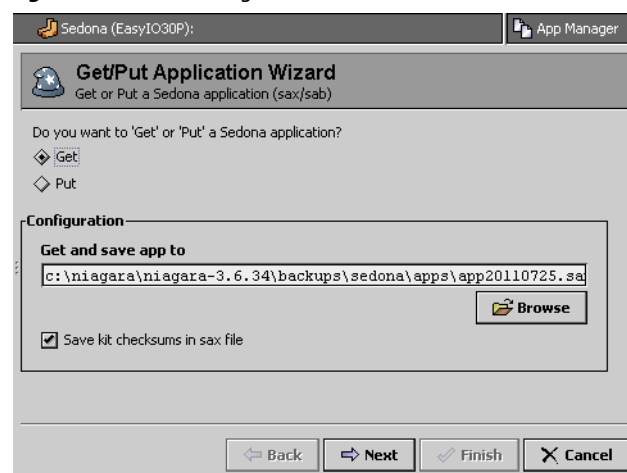 Sedona (EasyIO30P):
App Manager
Get/Put Application Wizard
Get or Put a Sedona application (sax/sab)
Do you want to 'Get' or 'Put' a Sedona application?
Get
Put
Configuration
Get and save app to
c:\niagara\niagara-3.6.34\backups\sedona\apps\app20110725.sa
Browse
Save kit checksums in sax file
Back
Next
Finish
Cancel